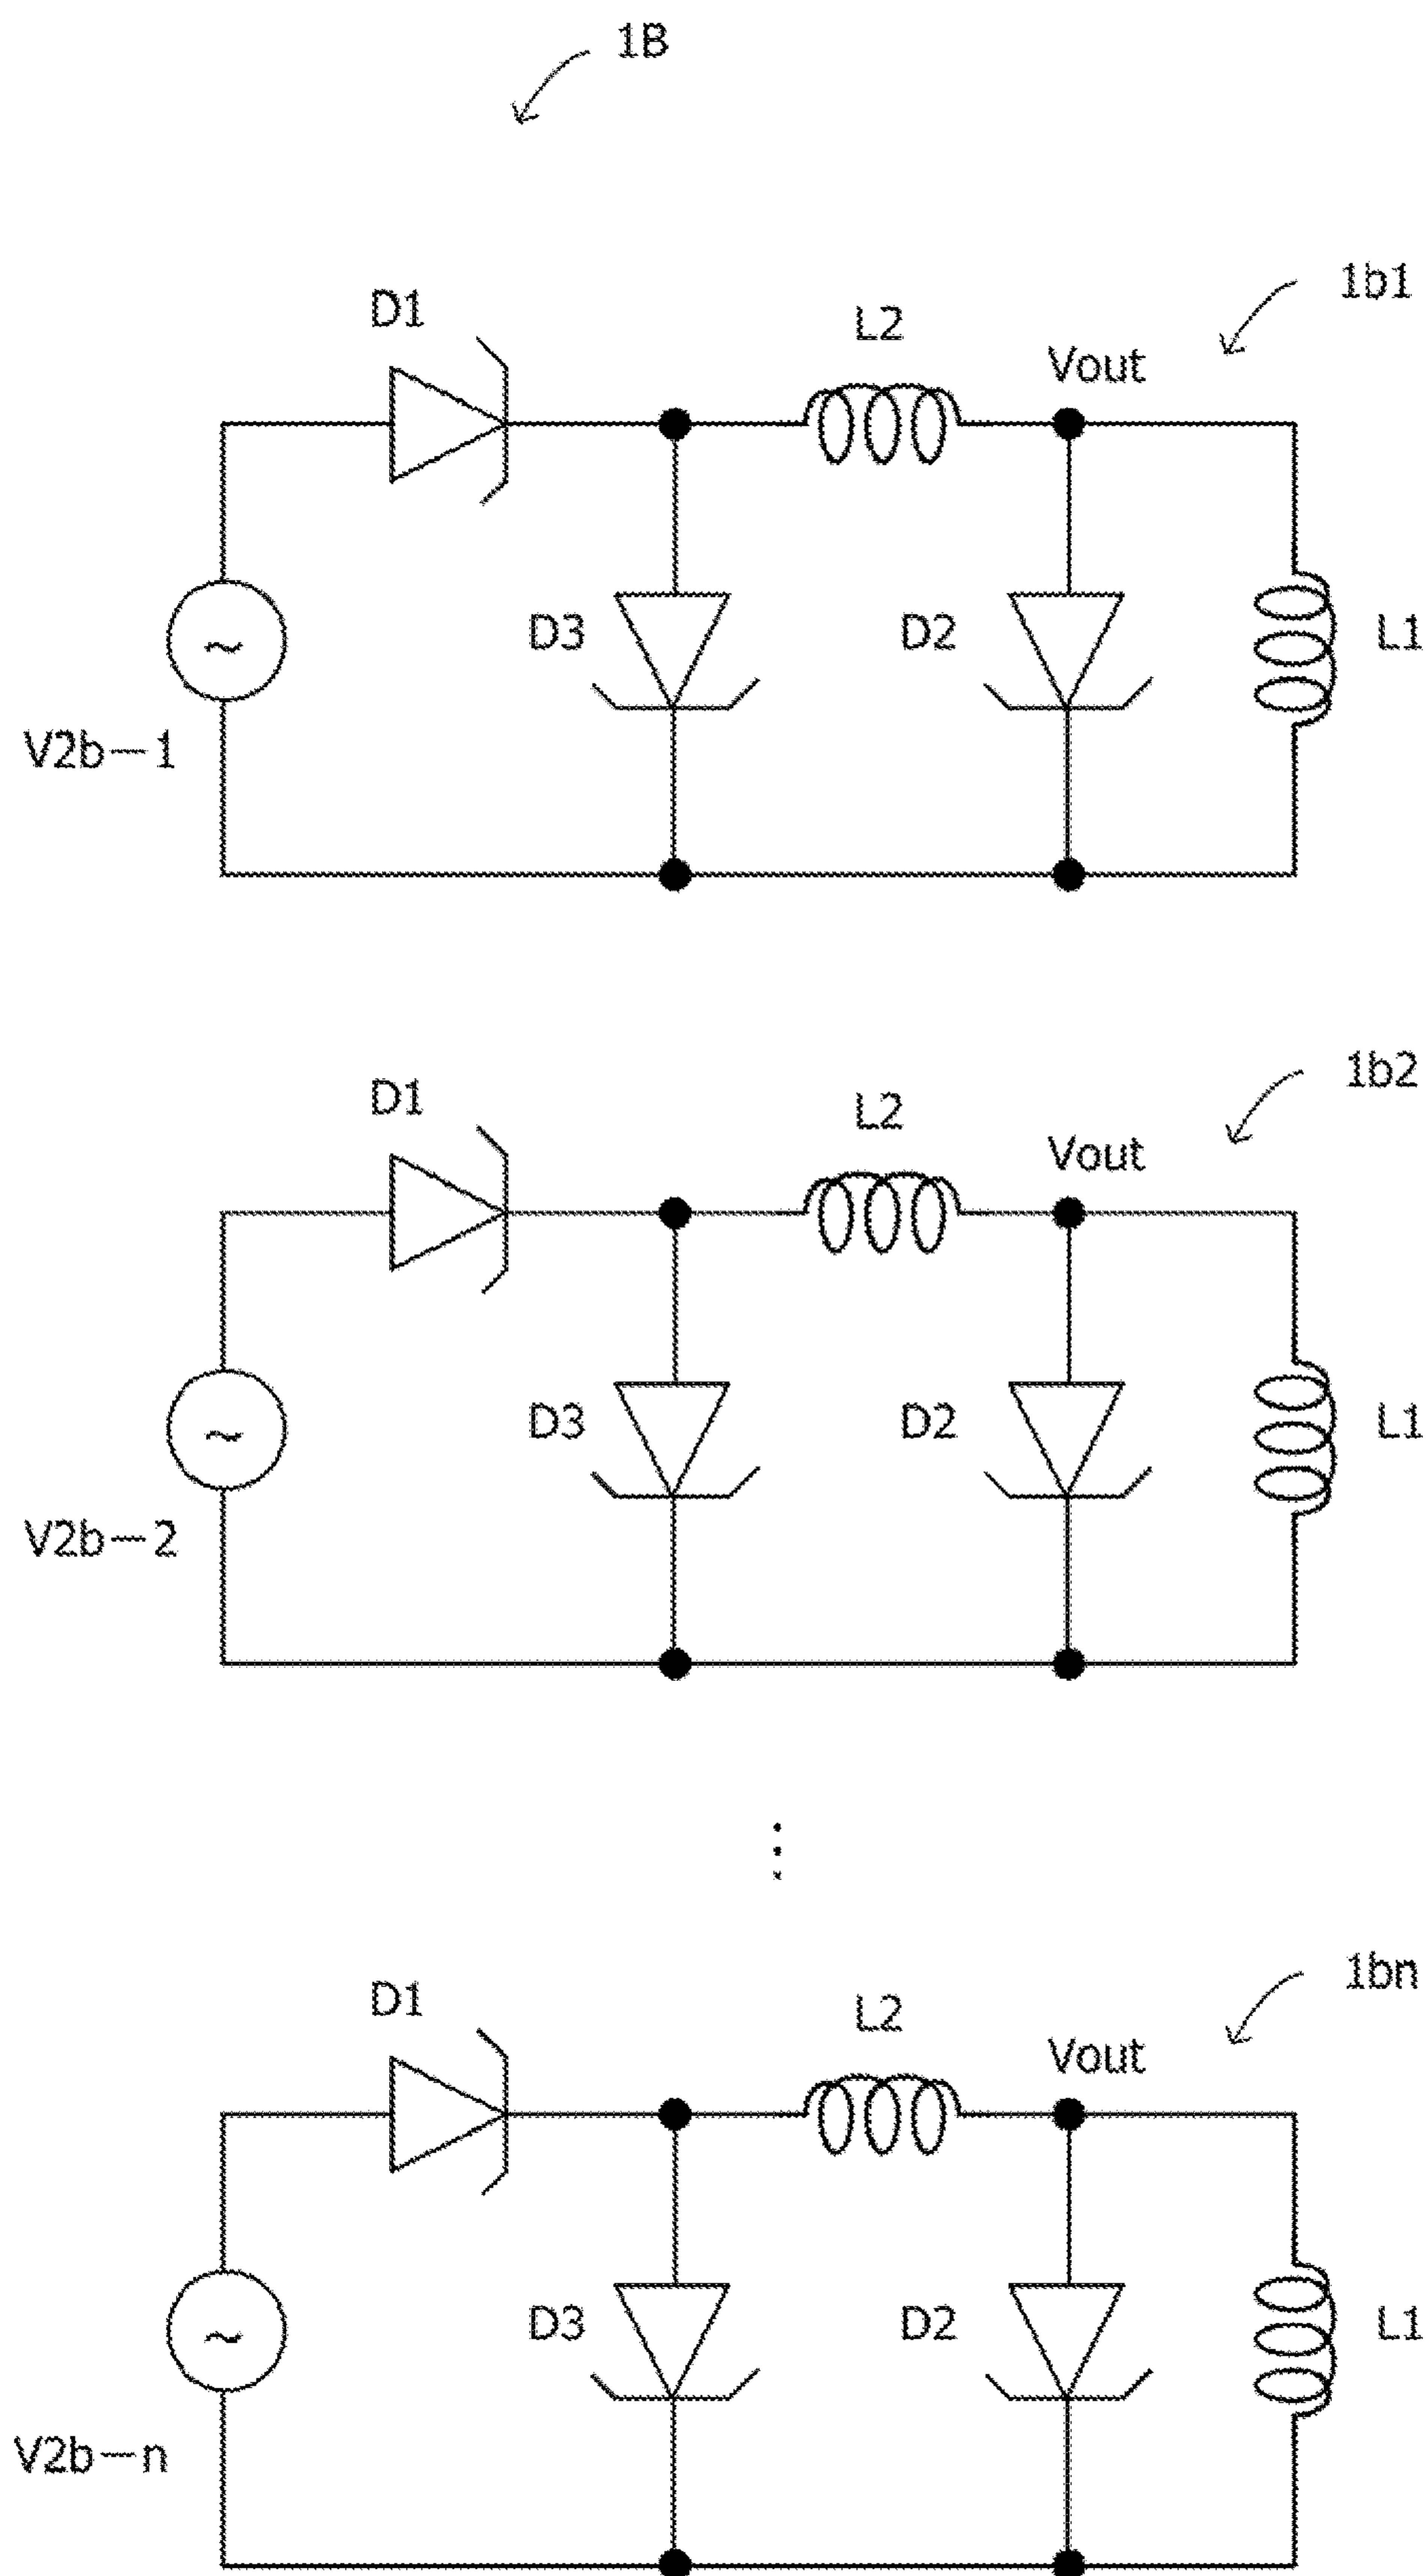 1B
1b1
D1
L2
Vout
D3
D2
L1
V2b—1
1b2
D1
L2
Vout
D3
D2
L1
V2b—2
⋮
1bn
D1
L2
Vout
D3
D2
L1
V2b—n